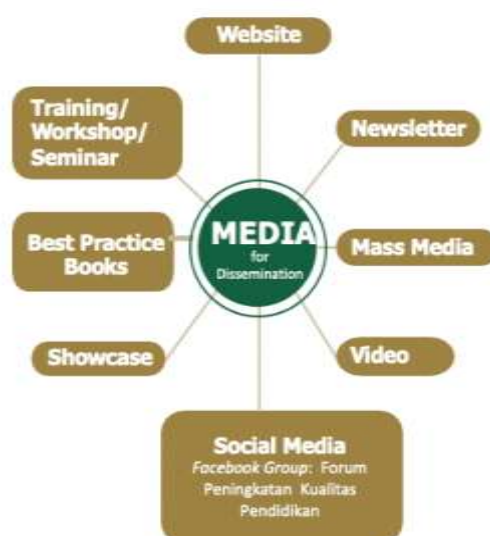 Website
Training/
Workshop/
Seminar
Newsletter
MEDIA
for
Dissemination
Best Practice
Books
Mass Media
Showcase
Video
Social Media
Facebook Group: Forum
Peningkatan Kualitas
Pendidikan